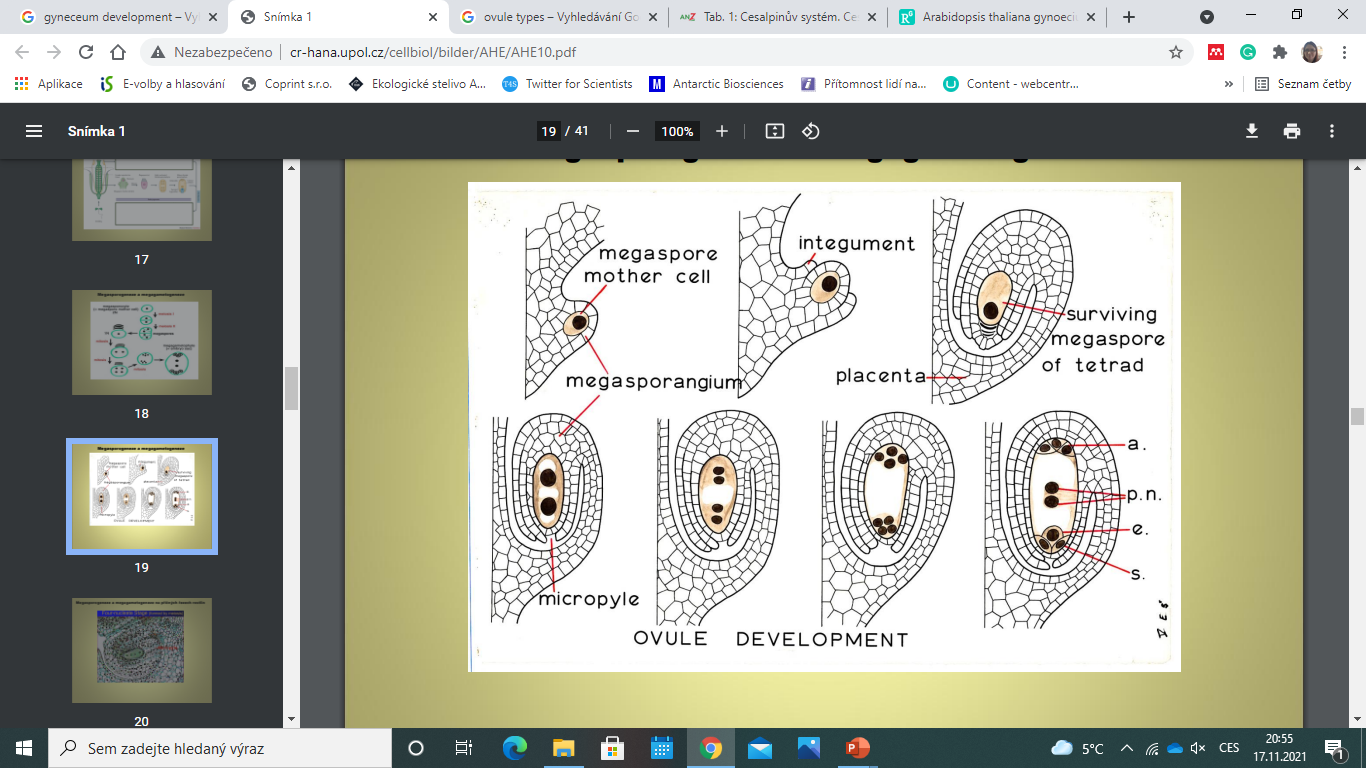 gyneceum development – Vyh
Snímka 1
ovule types – Vyhledávání Go
Tab. 1: Cesalpinův systém. Ce
Arabidopsis thaliana gynoeci
Nezabezpečeno
cr-hana.upol.cz/cellbiol/bilder/AHE/AHE10.pdf
Aplikace
E-volby a hlasování
Coprint s.r.o.
Ekologické stelivo A...
Twitter for Scientists
Antarctic Biosciences
Přítomnost lidí na...
Content - webcentr...
»
Seznam četby
Snímka 1
19 / 41
100%
17
18
Megasporogeneze a megagametogeneze
19
20
megaspore
mother cell
integument
surviving
megaspore
of tetrad
placenta
megasporangium
a.
p.n.
e.
s.
micropyle
OVULE DEVELOPMENT
Sem zadejte hledaný výraz
5°C
CES
20:55
17.11.2021
1